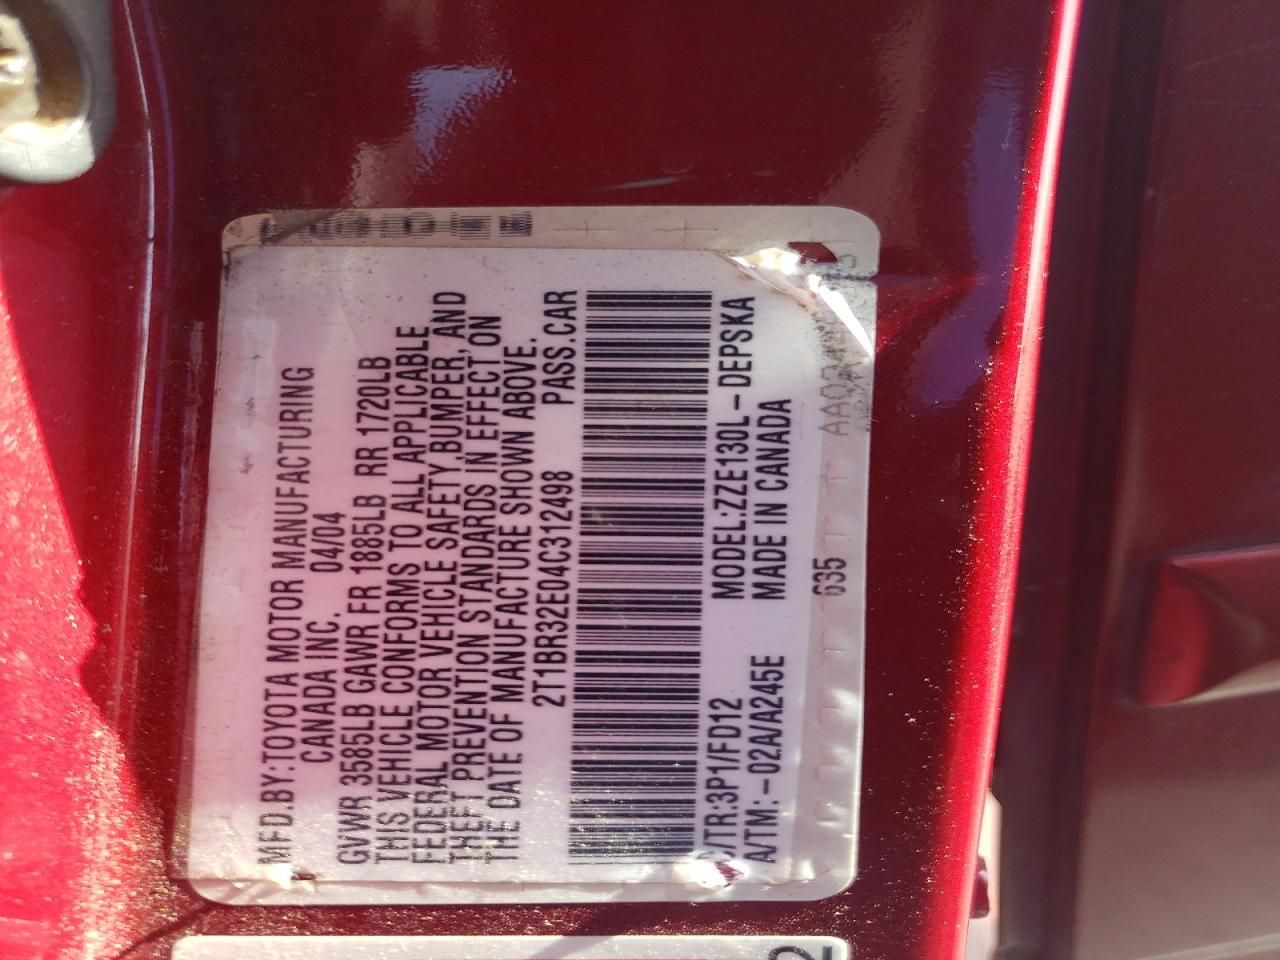 MFD.BY:TOYOTA MOTOR MANUFACTURING
CANADA INC. 04/04
GVWR 3585LB GAWR FR 1885LB RR 1720LB
THIS VEHICLE CONFORMS TO ALL APPLICABLE
FEDERAL MOTOR VEHICLE SAFETY,BUMPER, AND
THEFT PREVENTION STANDARDS IN EFFECT ON
THE DATE OF MANUFACTURE SHOWN ABOVE.
2T1BR32E04C312498 PASS.CAR
C/TR:3P1/FD12 MODEL:ZZE130L-DEPSKA
A/TM:-02A/A245E MADE IN CANADA
635
2